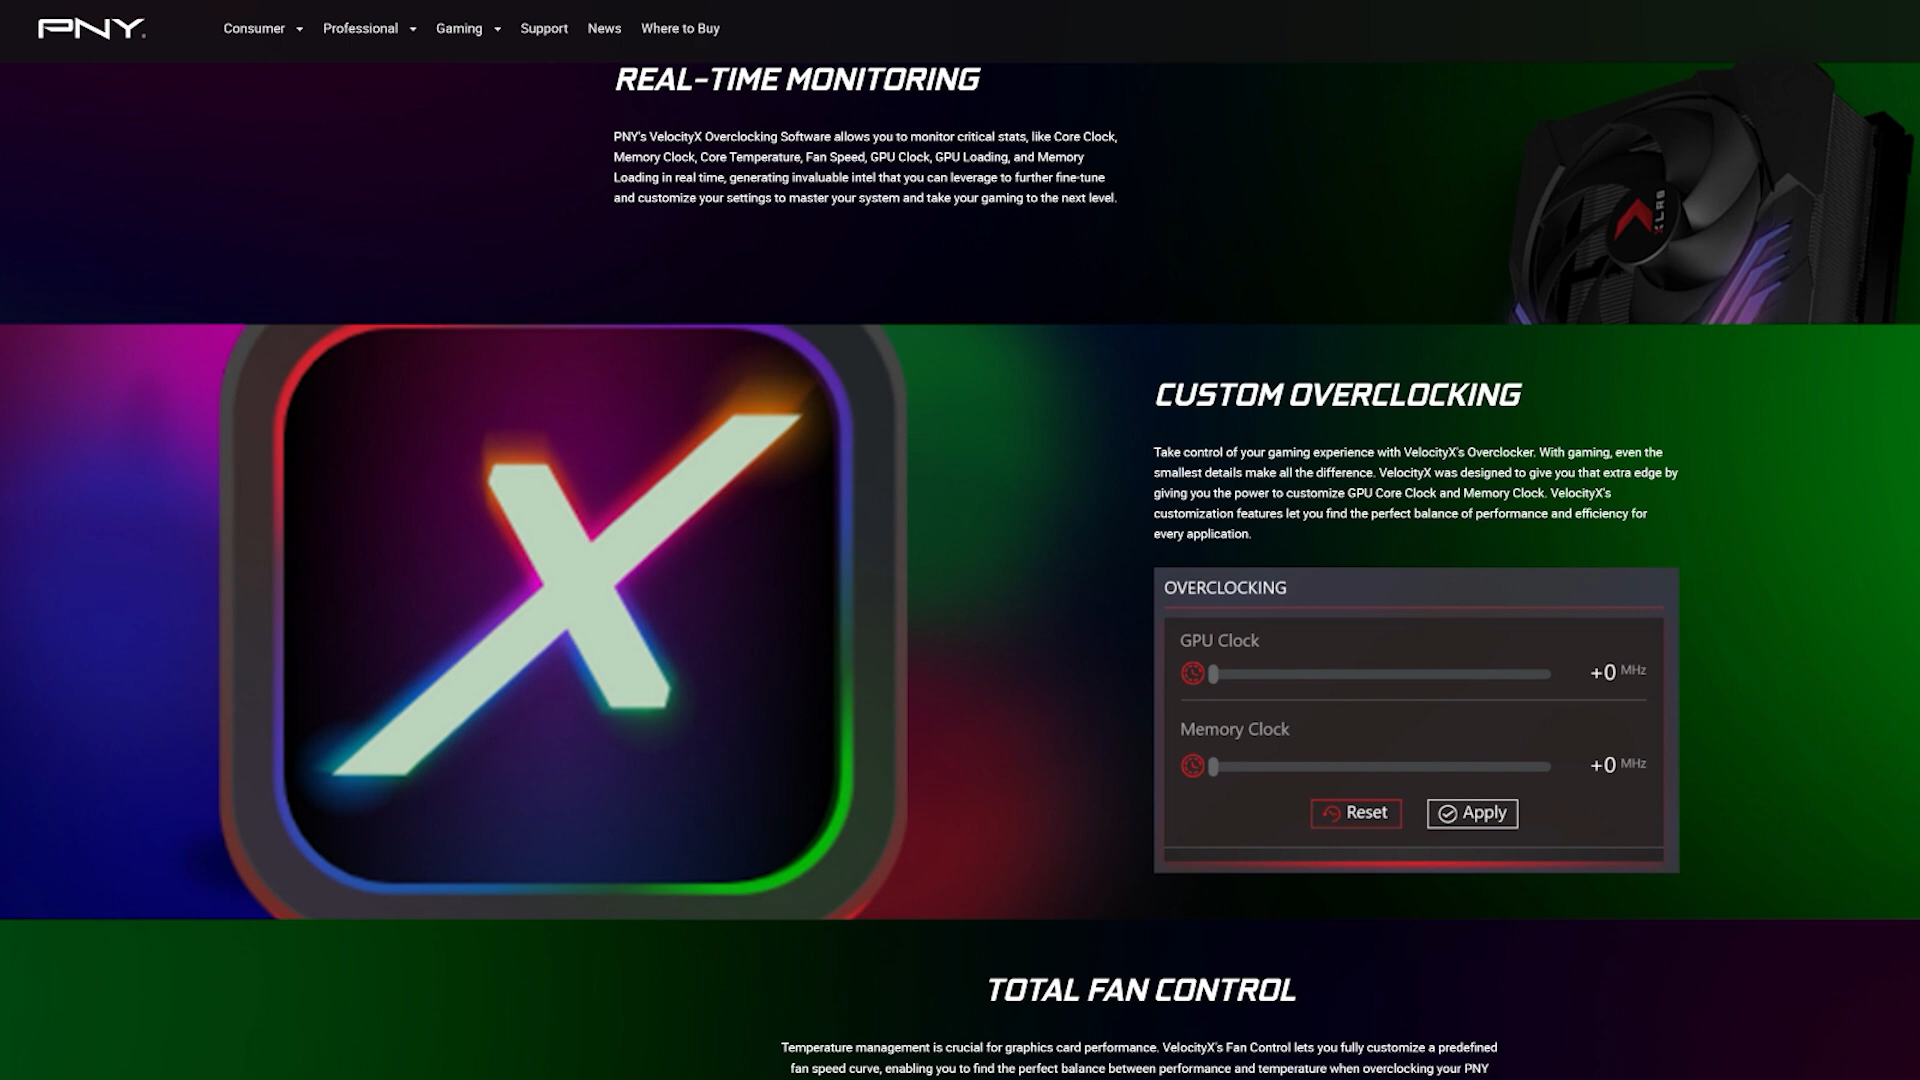 PNY.
Consumer
Professional
Gaming
Support
News
Where to Buy
REAL-TIME MONITORING
PNY's VelocityX Overclocking Software allows you to monitor critical stats, like Core Clock,
Memory Clock, Core Temperature, Fan Speed, GPU Clock, GPU Loading, and Memory
Loading in real time, generating invaluable intel that you can leverage to further fine-tune
and customize your settings to master your system and take your gaming to the next level.
XLR8
X
CUSTOM OVERCLOCKING
Take control of your gaming experience with VelocityX's Overclocker. With gaming, even the
smallest details make all the difference. VelocityX was designed to give you that extra edge by
giving you the power to customize GPU Core Clock and Memory Clock. VelocityX's
customization features let you find the perfect balance of performance and efficiency for
every application.
OVERCLOCKING
GPU Clock
+0 MHz
Memory Clock
+0 MHz
Reset
Apply
TOTAL FAN CONTROL
Temperature management is crucial for graphics card performance. VelocityX's Fan Control lets you fully customize a predefined
fan speed curve, enabling you to find the perfect balance between performance and temperature when overclocking your PNY